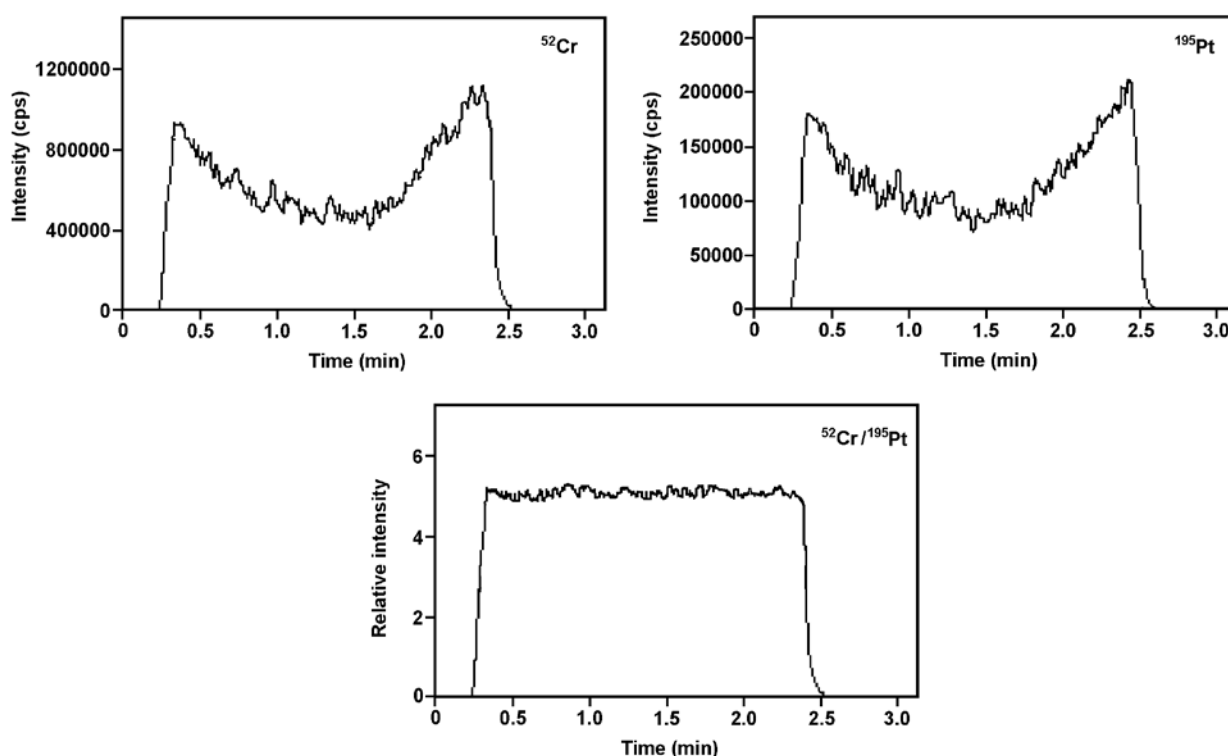 ⁵²Cr
Intensity (cps)
1200000
800000
400000
0
0 0.5 1.0 1.5 2.0 2.5 3.0
Time (min)
¹⁹⁵Pt
Intensity (cps)
250000
200000
150000
100000
50000
0
0 0.5 1.0 1.5 2.0 2.5 3.0
Time (min)
⁵²Cr/¹⁹⁵Pt
Relative intensity
6
4
2
0
0 0.5 1.0 1.5 2.0 2.5 3.0
Time (min)